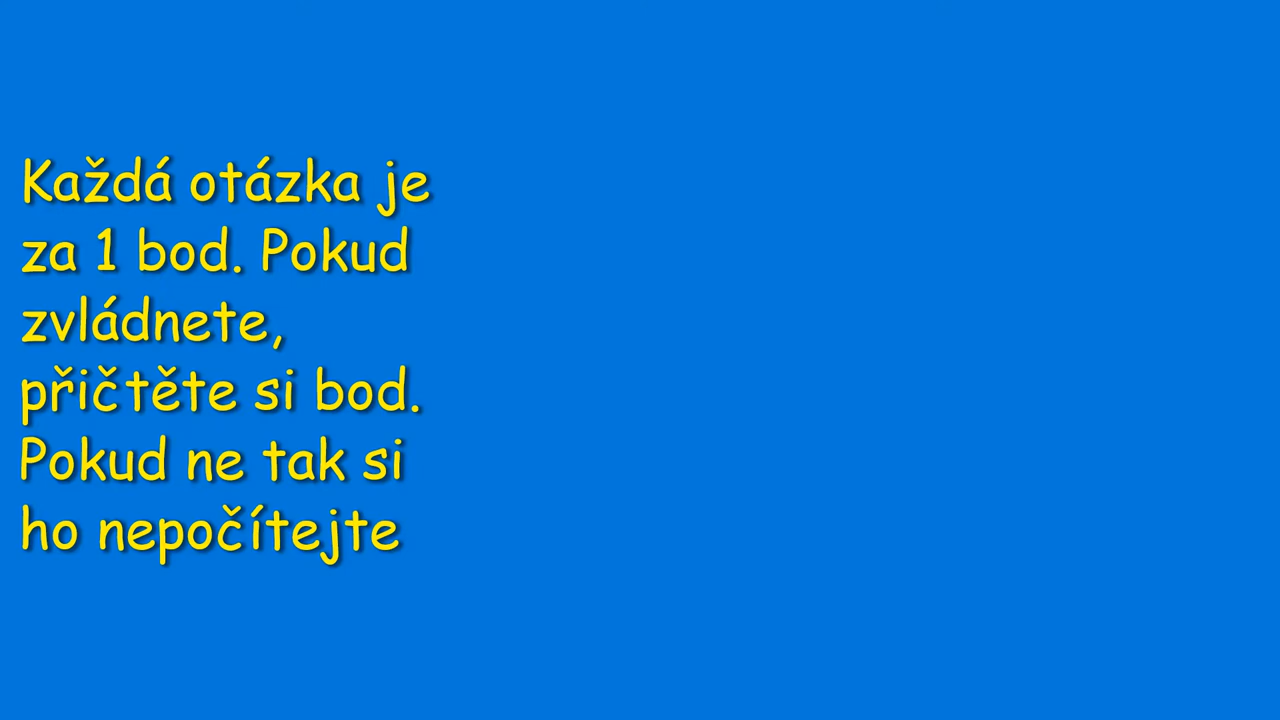 Každá otázka je
za 1 bod. Pokud
zvládnete,
přičtěte si bod.
Pokud ne tak si
ho nepočítejte